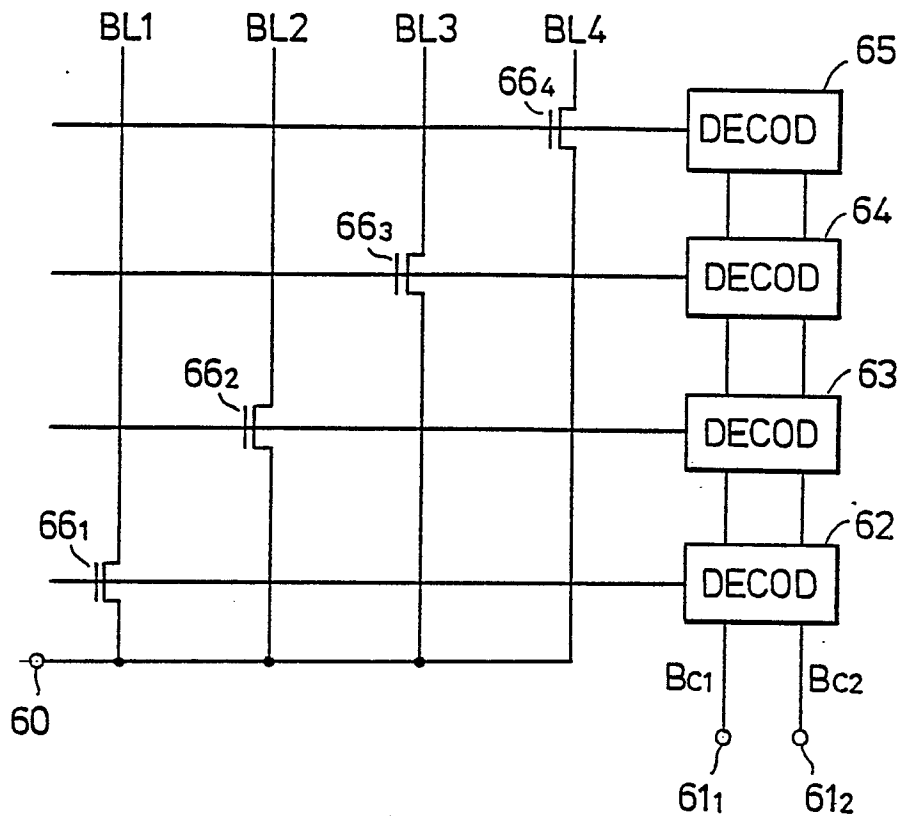 BL1 BL2 BL3 BL4
65
66₄
DECOD
64
66₃
DECOD
63
66₂
DECOD
62
66₁
DECOD
Bc1 Bc2
60
61₁ 61₂